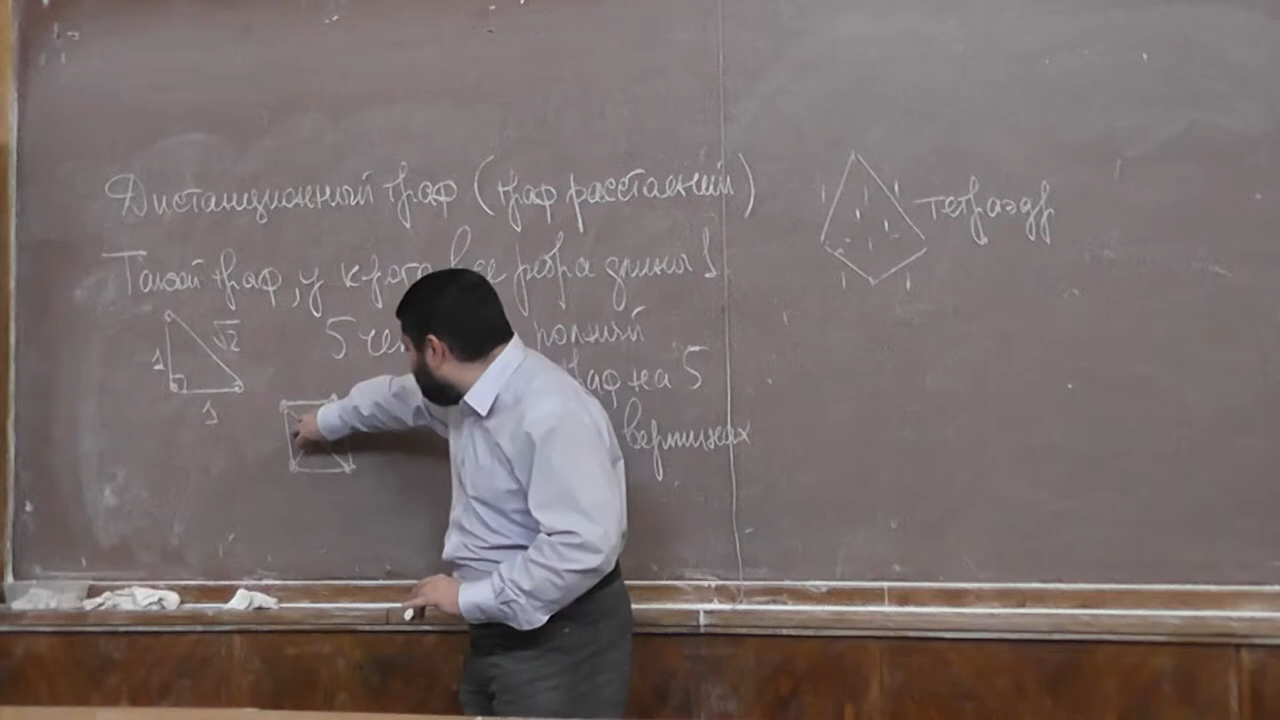 Дистанционный граф (граф расстояний)
Такой граф, у к-рого все ребра длины 1
5 полный
граф на 5
вершинах
1
√2
1
тетраэдр